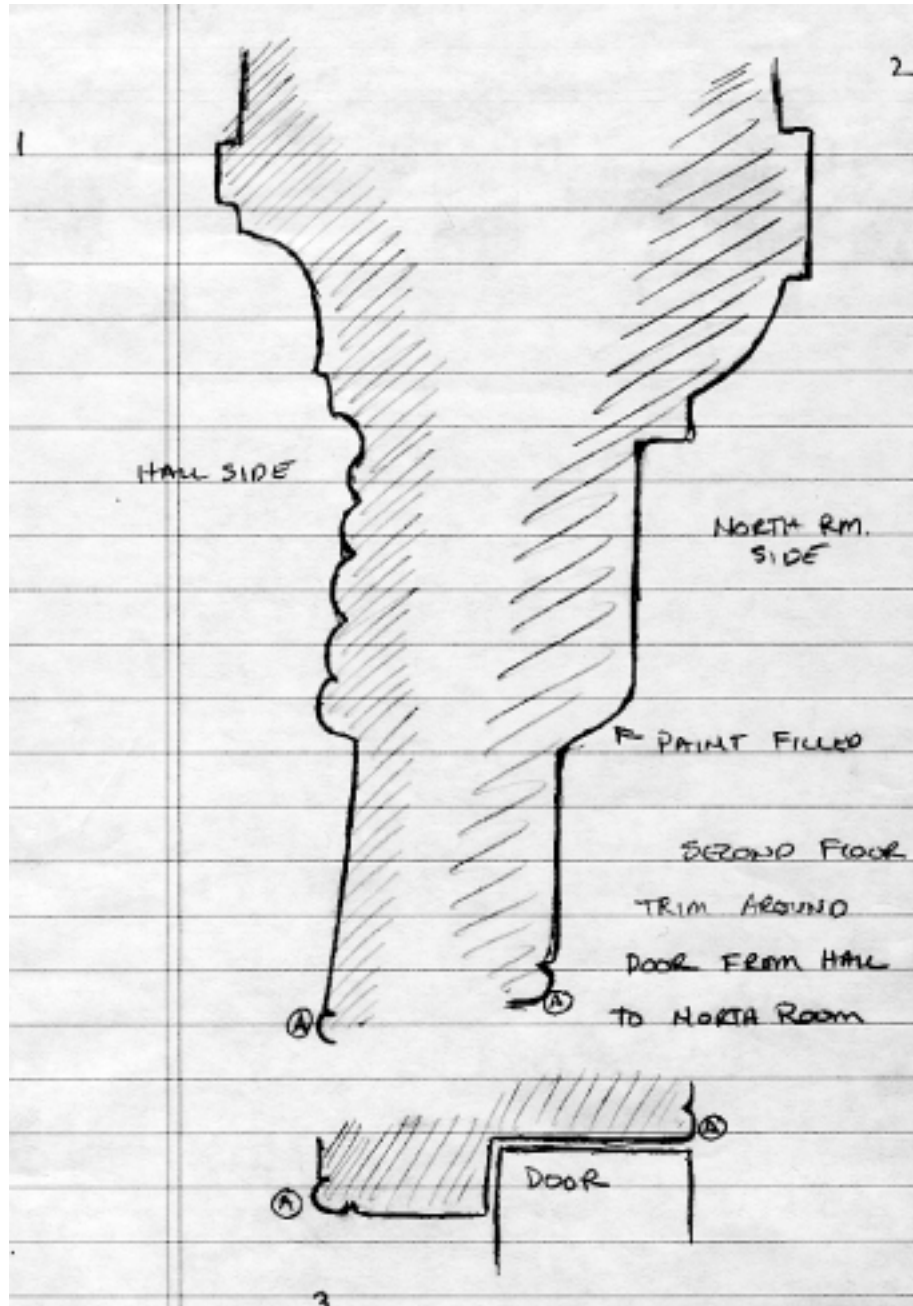 1
2
HALL SIDE
NORTH RM.
SIDE
PAINT FILLED
SECOND FLOOR
TRIM AROUND
DOOR FROM HALL
TO NORTH ROOM
A
A
A
DOOR
A
3